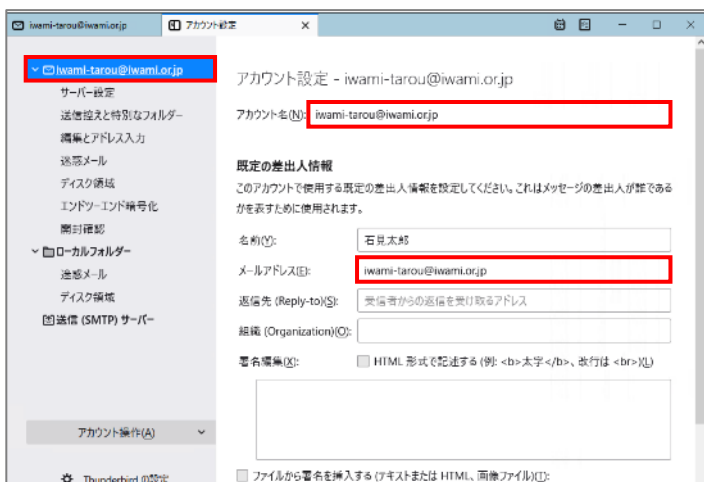 iwami-tarou@iwami.or.jp
アカウント設定
iwami-tarou@iwami.or.jp
サーバー設定
送信控えと特別なフォルダー
編集とアドレス入力
迷惑メール
ディスク領域
エンドツーエンド暗号化
開封確認
ローカルフォルダー
迷惑メール
ディスク領域
送信 (SMTP) サーバー
アカウント操作(A)
Thunderbird の設定
アカウント設定 - iwami-tarou@iwami.or.jp
アカウント名(N): iwami-tarou@iwami.or.jp
既定の差出人情報
このアカウントで使用する既定の差出人情報を設定してください。これはメッセージの差出人が誰である
かを表すために使用されます。
名前(Y): 石見太郎
メールアドレス(E): iwami-tarou@iwami.or.jp
返信先 (Reply-to)(S): 受信者からの返信を受け取るアドレス
組織 (Organization)(O):
署名編集(X): HTML 形式で記述する (例: <b>太字</b>、改行は <br>)(L)
ファイルから署名を挿入する (テキストまたは HTML、画像ファイル)(T):